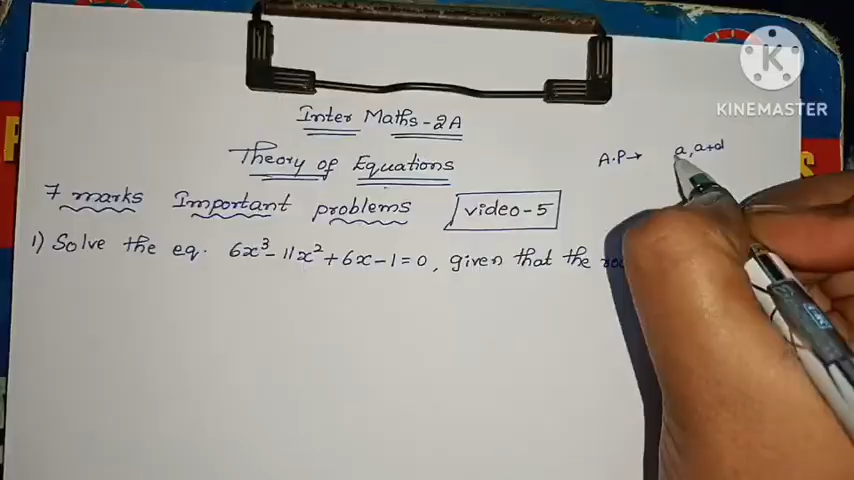 KINEMASTER
Inter Maths-2A
Theory of Equations
A.P→ a, a+d
7 marks Important problems video-5
1) Solve the eq. 6x³-11x²+6x-1=0, given that the